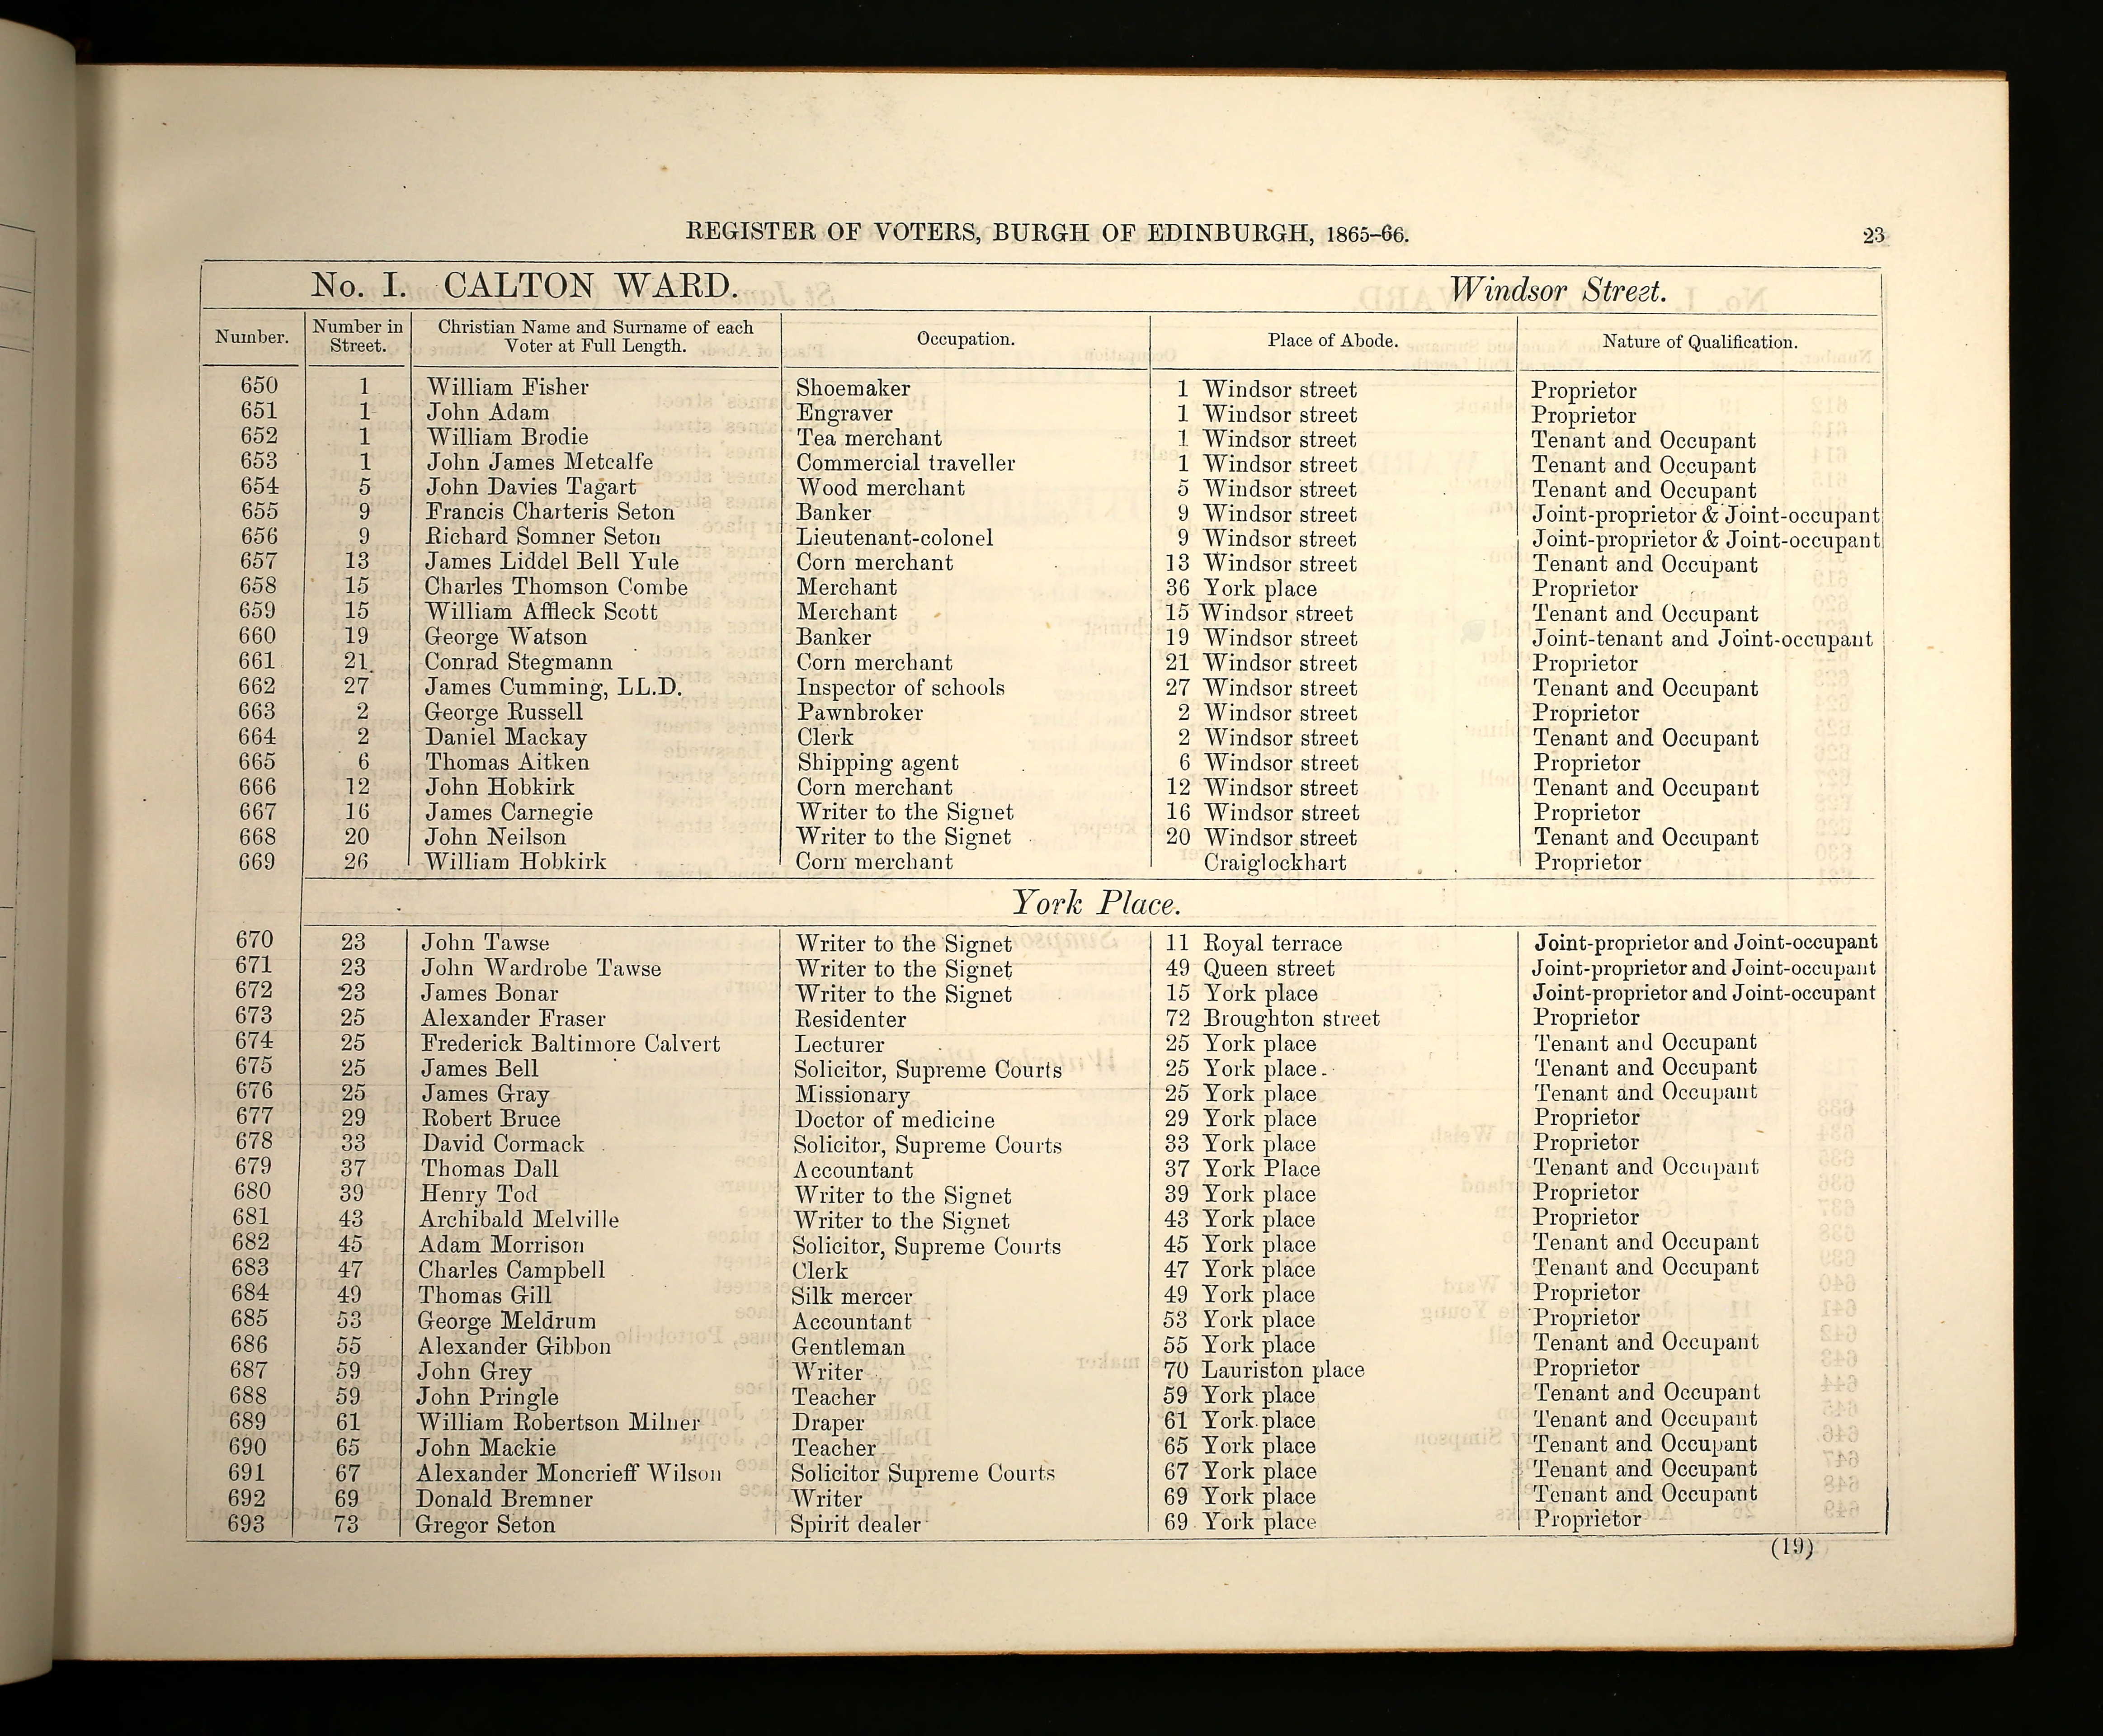 REGISTER OF VOTERS, BURGH OF EDINBURGH, 1865-66. 23
No. I. CALTON WARD. Windsor Street.
Number. Number in Street. Christian Name and Surname of each Voter at Full Length. Occupation. Place of Abode. Nature of Qualification.
650 1 William Fisher Shoemaker 1 Windsor street Proprietor
651 1 John Adam Engraver 1 Windsor street Proprietor
652 1 William Brodie Tea merchant 1 Windsor street Tenant and Occupant
653 1 John James Metcalfe Commercial traveller 1 Windsor street Tenant and Occupant
654 5 John Davies Tagart Wood merchant 5 Windsor street Tenant and Occupant
655 9 Francis Charteris Seton Banker 9 Windsor street Joint-proprietor & Joint-occupant
656 9 Richard Somner Seton Lieutenant-colonel 9 Windsor street Joint-proprietor & Joint-occupant
657 13 James Liddel Bell Yule Corn merchant 13 Windsor street Tenant and Occupant
658 15 Charles Thomson Combe Merchant 36 York place Proprietor
659 15 William Affleck Scott Merchant 15 Windsor street Tenant and Occupant
660 19 George Watson Banker 19 Windsor street Joint-tenant and Joint-occupant
661 21 Conrad Stegmann Corn merchant 21 Windsor street Proprietor
662 27 James Cumming, LL.D. Inspector of schools 27 Windsor street Tenant and Occupant
663 2 George Russell Pawnbroker 2 Windsor street Proprietor
664 2 Daniel Mackay Clerk 2 Windsor street Tenant and Occupant
665 6 Thomas Aitken Shipping agent 6 Windsor street Proprietor
666 12 John Hobkirk Corn merchant 12 Windsor street Tenant and Occupant
667 16 James Carnegie Writer to the Signet 16 Windsor street Proprietor
668 20 John Neilson Writer to the Signet 20 Windsor street Tenant and Occupant
669 26 William Hobkirk Corn merchant Craiglockhart Proprietor
York Place.
670 23 John Tawse Writer to the Signet 11 Royal terrace Joint-proprietor and Joint-occupant
671 23 John Wardrobe Tawse Writer to the Signet 49 Queen street Joint-proprietor and Joint-occupant
672 23 James Bonar Writer to the Signet 15 York place Joint-proprietor and Joint-occupant
673 25 Alexander Fraser Residenter 72 Broughton street Proprietor
674 25 Frederick Baltimore Calvert Lecturer 25 York place Tenant and Occupant
675 25 James Bell Solicitor, Supreme Courts 25 York place Tenant and Occupant
676 25 James Gray Missionary 25 York place Tenant and Occupant
677 29 Robert Bruce Doctor of medicine 29 York place Proprietor
678 33 David Cormack Solicitor, Supreme Courts 33 York place Proprietor
679 37 Thomas Dall Accountant 37 York Place Tenant and Occupant
680 39 Henry Tod Writer to the Signet 39 York place Proprietor
681 43 Archibald Melville Writer to the Signet 43 York place Proprietor
682 45 Adam Morrison Solicitor, Supreme Courts 45 York place Tenant and Occupant
683 47 Charles Campbell Clerk 47 York place Tenant and Occupant
684 49 Thomas Gill Silk mercer 49 York place Proprietor
685 53 George Meldrum Accountant 53 York place Proprietor
686 55 Alexander Gibbon Gentleman 55 York place Tenant and Occupant
687 59 John Grey Writer 70 Lauriston place Proprietor
688 59 John Pringle Teacher 59 York place Tenant and Occupant
689 61 William Robertson Milner Draper 61 York place Tenant and Occupant
690 65 John Mackie Teacher 65 York place Tenant and Occupant
691 67 Alexander Moncrieff Wilson Solicitor Supreme Courts 67 York place Tenant and Occupant
692 69 Donald Bremner Writer 69 York place Tenant and Occupant
693 73 Gregor Seton Spirit dealer 69 York place Proprietor
(19)